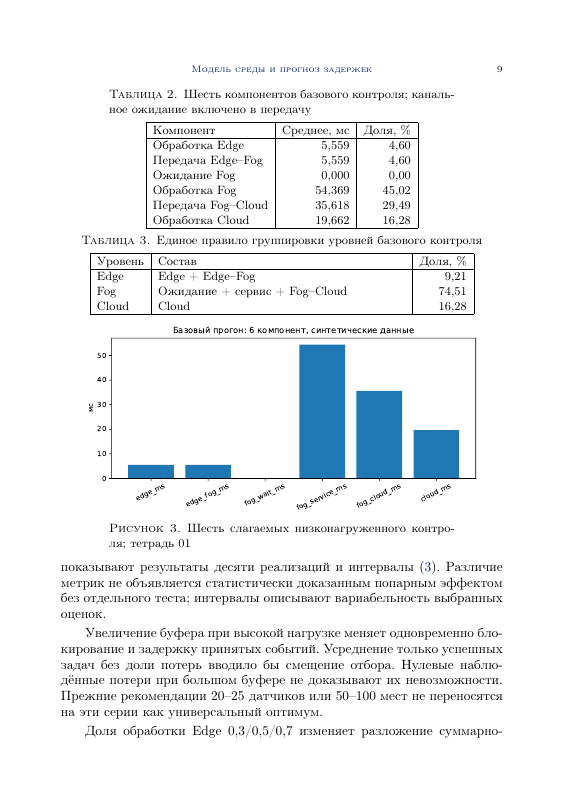 Модель среды и прогноз задержек 9
Таблица 2. Шесть компонентов базового контроля; каналь-
ное ожидание включено в передачу
Компонент Среднее, мс Доля, %
Обработка Edge 5,559 4,60
Передача Edge–Fog 5,559 4,60
Ожидание Fog 0,000 0,00
Обработка Fog 54,369 45,02
Передача Fog–Cloud 35,618 29,49
Обработка Cloud 19,662 16,28
Таблица 3. Единое правило группировки уровней базового контроля
Уровень Состав Доля, %
Edge Edge + Edge–Fog 9,21
Fog Ожидание + сервис + Fog–Cloud 74,51
Cloud Cloud 16,28
Базовый прогон: 6 компонент, синтетические данные
мс
50
40
30
20
10
0
edge_ms edge_fog_ms fog_wait_ms fog_service_ms fog_cloud_ms cloud_ms
Рисунок 3. Шесть слагаемых низконагруженного контро-
ля; тетрадь 01
показывают результаты десяти реализаций и интервалы (3). Различие
метрик не объявляется статистически доказанным попарным эффектом
без отдельного теста; интервалы описывают вариабельность выбранных
оценок.
Увеличение буфера при высокой нагрузке меняет одновременно бло-
кирование и задержку принятых событий. Усреднение только успешных
задач без доли потерь вводило бы смещение отбора. Нулевые наблю-
дённые потери при большом буфере не доказывают их невозможности.
Прежние рекомендации 20–25 датчиков или 50–100 мест не переносятся
на эти серии как универсальный оптимум.
Доля обработки Edge 0,3/0,5/0,7 изменяет разложение суммарно-